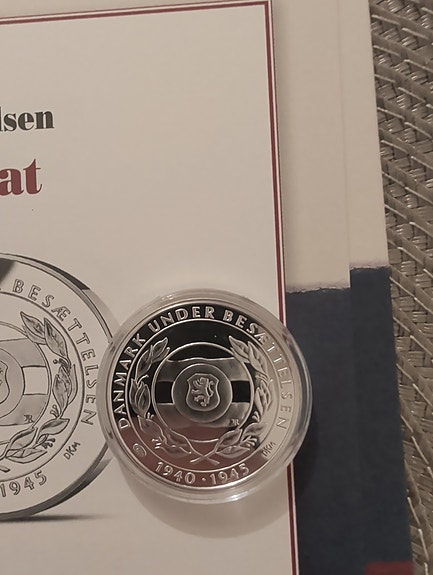 lsen
at
BESÆTTELSEN
R
DKM
1945
DANMARK UNDER BESÆTTELSEN
R
DKM
1940 · 1945